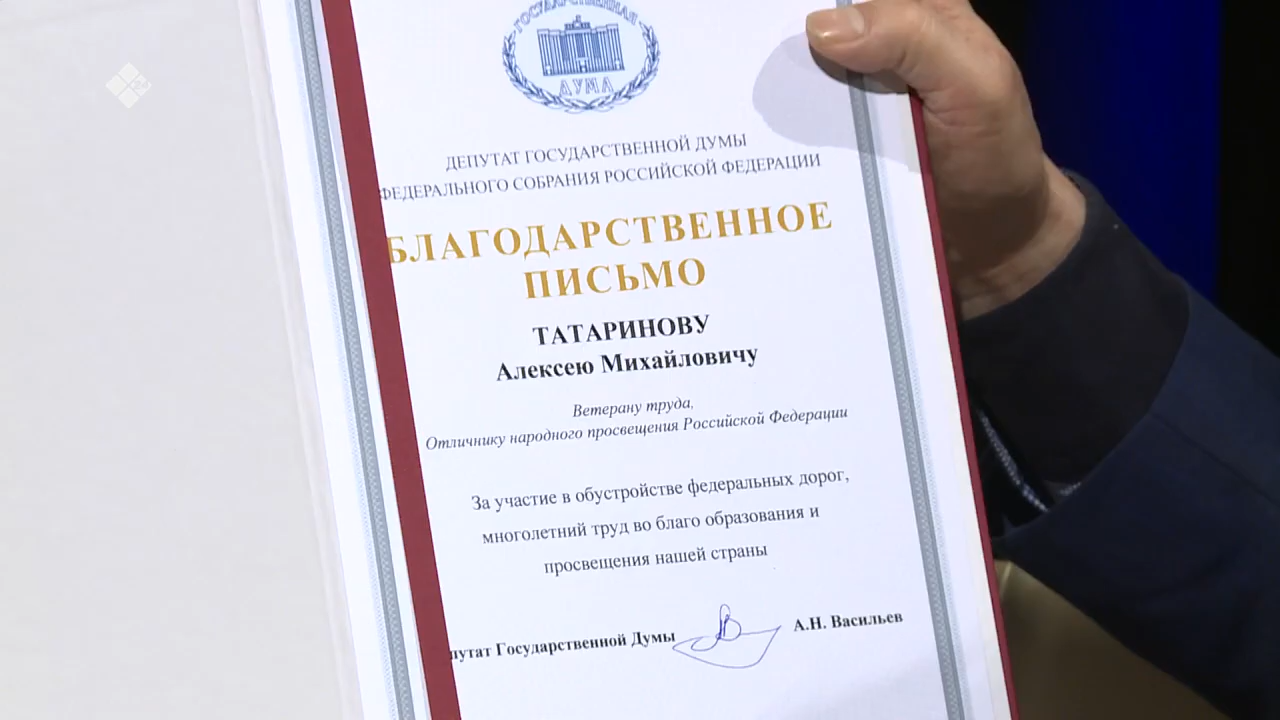 ГОСУДАРСТВЕННАЯ
ДУМА
ДЕПУТАТ ГОСУДАРСТВЕННОЙ ДУМЫ
ФЕДЕРАЛЬНОГО СОБРАНИЯ РОССИЙСКОЙ ФЕДЕРАЦИИ
БЛАГОДАРСТВЕННОЕ
ПИСЬМО
ТАТАРИНОВУ
Алексею Михайловичу
Ветерану труда,
Отличнику народного просвещения Российской Федерации
За участие в обустройстве федеральных дорог,
многолетний труд во благо образования и
просвещения нашей страны
путат Государственной Думы А.Н. Васильев